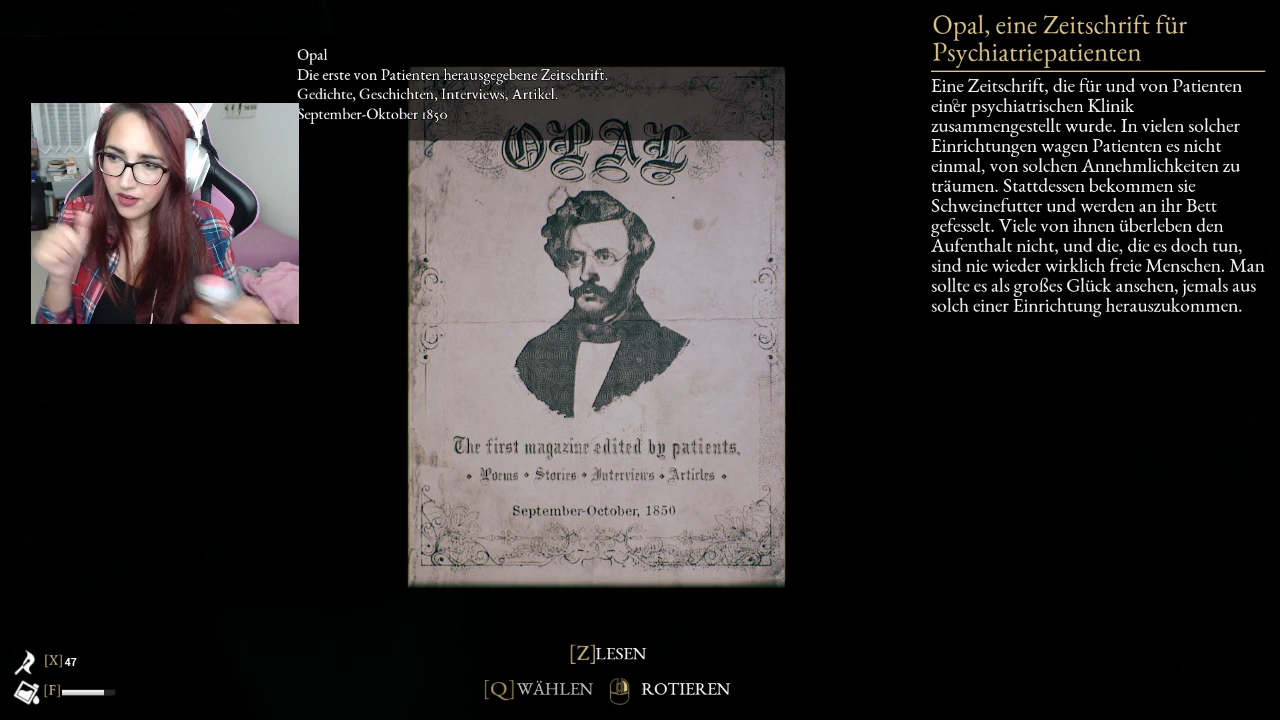 Opal, eine Zeitschrift für
Psychiatriepatienten
Eine Zeitschrift, die für und von Patienten
einer psychiatrischen Klinik
zusammengestellt wurde. In vielen solcher
Einrichtungen wagen Patienten es nicht
einmal, von solchen Annehmlichkeiten zu
träumen. Stattdessen bekommen sie
Schweinefutter und werden an ihr Bett
gefesselt. Viele von ihnen überleben den
Aufenthalt nicht, und die, die es doch tun,
sind nie wieder wirklich freie Menschen. Man
sollte es als großes Glück ansehen, jemals aus
solch einer Einrichtung herauszukommen.
Opal
Die erste von Patienten herausgegebene Zeitschrift.
Gedichte, Geschichten, Interviews, Artikel.
September-Oktober 1850
OPAL
The first magazine edited by patients.
Poems • Stories • Interviews • Articles
September-October, 1850
[Z]LESEN
[Q]WÄHLEN ROTIEREN
[X] 47
[F]